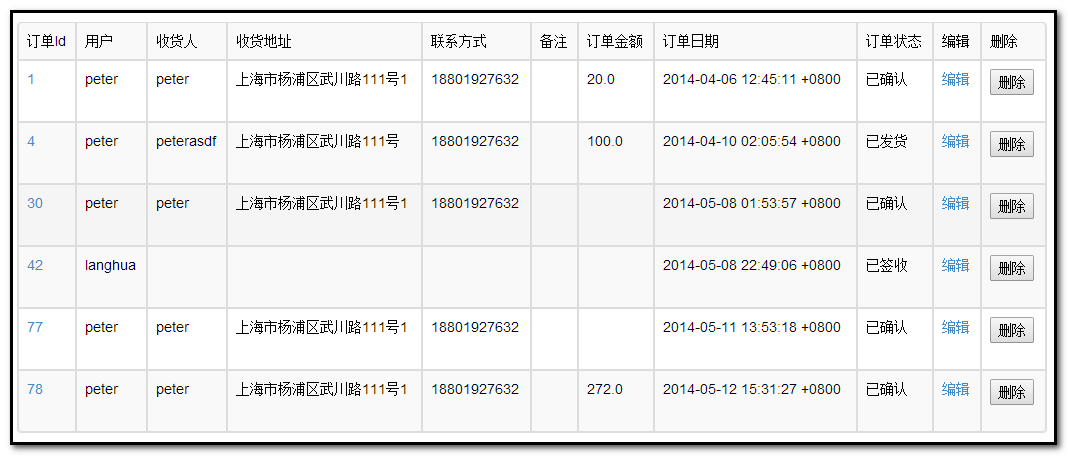 订单Id 用户 收货人 收货地址 联系方式 备注 订单金额 订单日期 订单状态 编辑 删除
1 peter peter 上海市杨浦区武川路111号1 18801927632 20.0 2014-04-06 12:45:11 +0800 已确认 编辑 删除
4 peter peterasdf 上海市杨浦区武川路111号 18801927632 100.0 2014-04-10 02:05:54 +0800 已发货 编辑 删除
30 peter peter 上海市杨浦区武川路111号1 18801927632 2014-05-08 01:53:57 +0800 已确认 编辑 删除
42 langhua 2014-05-08 22:49:06 +0800 已签收 编辑 删除
77 peter peter 上海市杨浦区武川路111号1 18801927632 2014-05-11 13:53:18 +0800 已确认 编辑 删除
78 peter peter 上海市杨浦区武川路111号1 18801927632 272.0 2014-05-12 15:31:27 +0800 已确认 编辑 删除